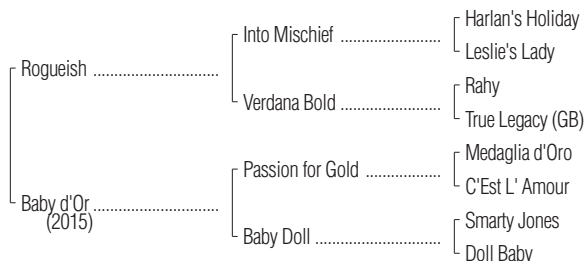 Harlan's Holiday
Into Mischief ........................
Leslie's Lady
Rogueish .............................
Rahy
Verdana Bold .......................
True Legacy (GB)
Medaglia d'Oro
Passion for Gold ..................
C'Est L' Amour
Baby d'Or .............................
(2015)
Smarty Jones
Baby Doll ..............................
Doll Baby